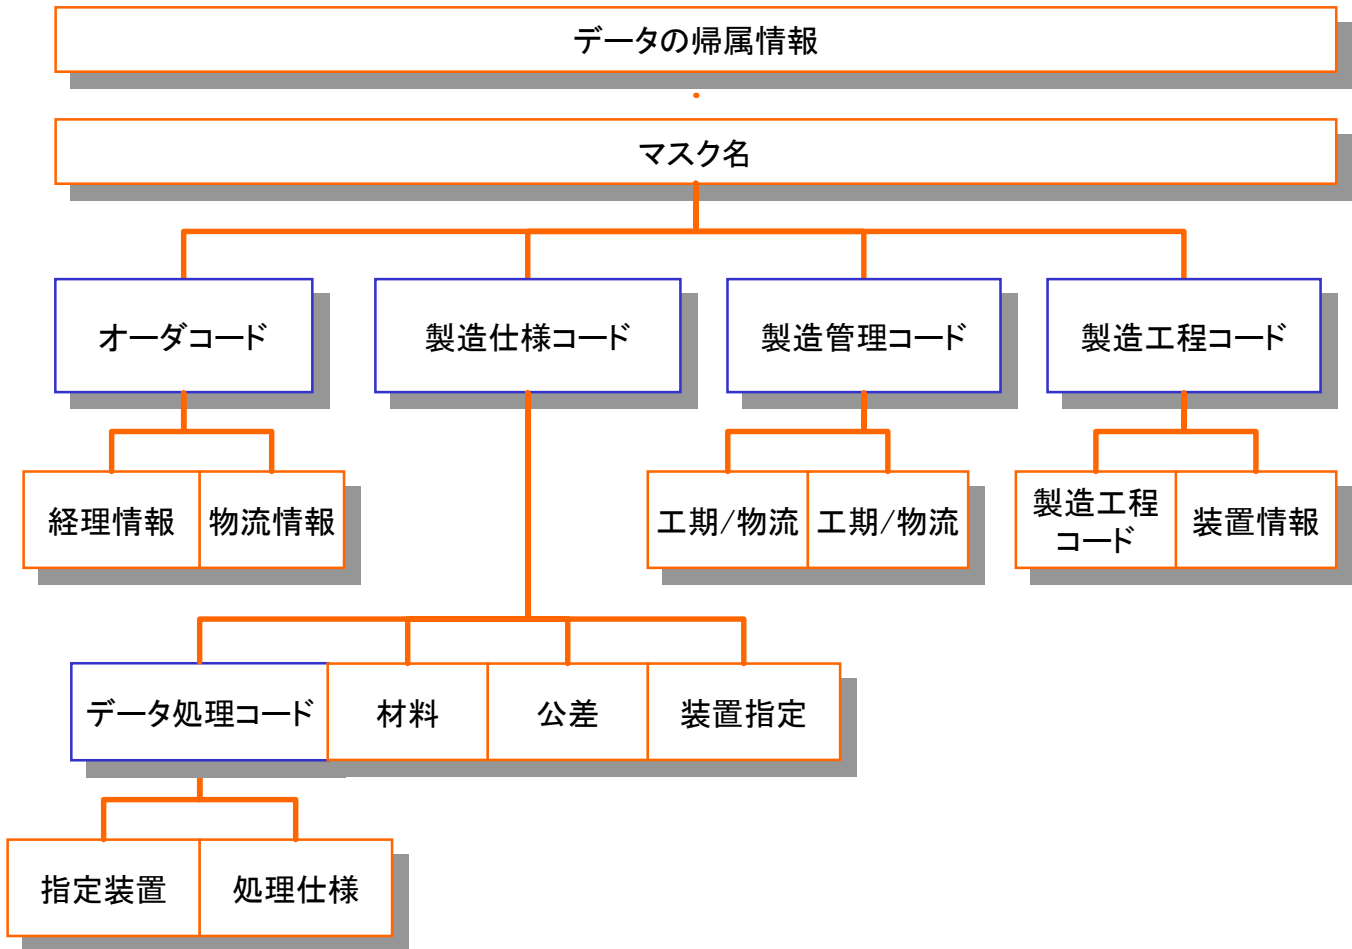 データの帰属情報
マスク名
オーダコード
製造仕様コード
製造管理コード
製造工程コード
経理情報
物流情報
工期/物流
工期/物流
製造工程
コード
装置情報
データ処理コード
材料
公差
装置指定
指定装置
処理仕様